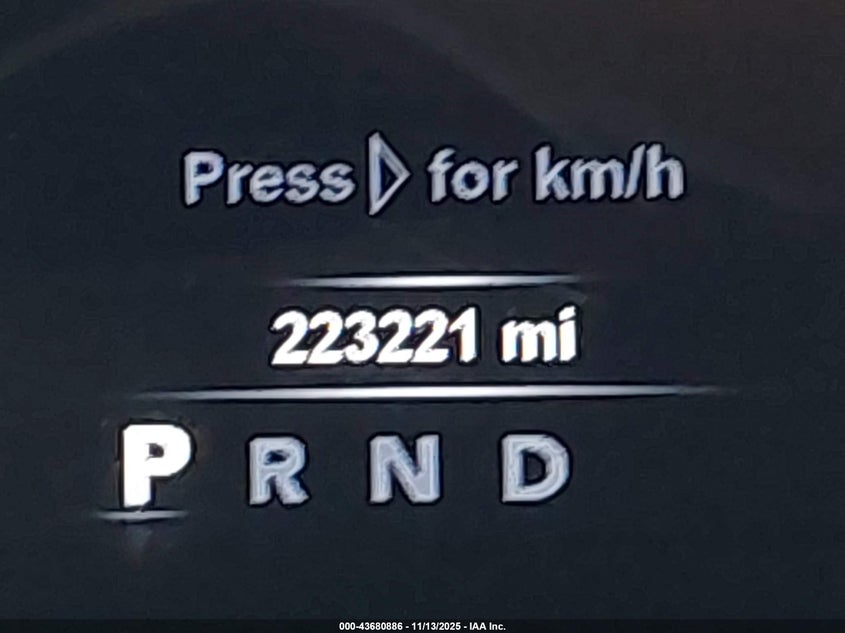 Press ▷ for km/h
223221 mi
P R N D
000-43680886 - 11/13/2025 - IAA Inc.